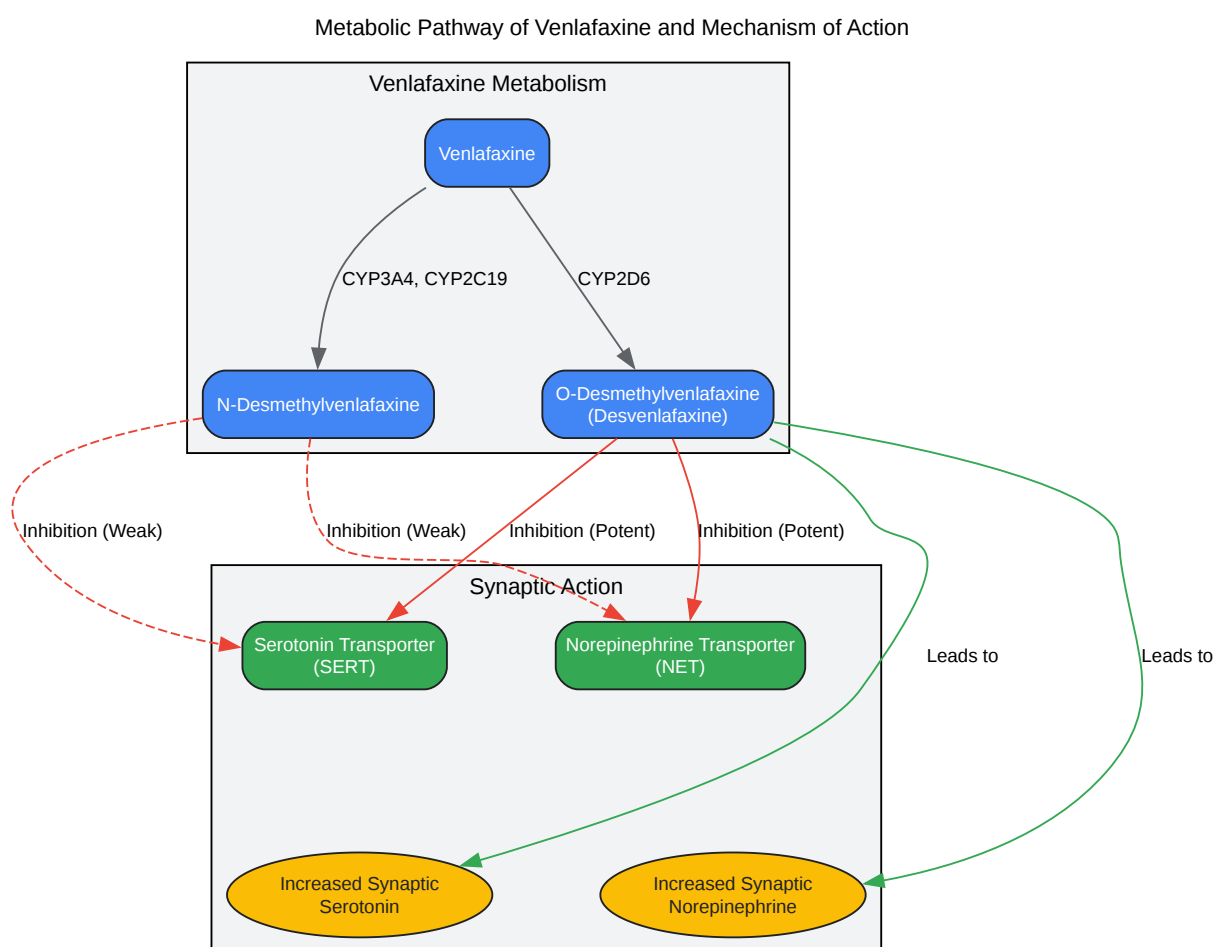 Metabolic Pathway of Venlafaxine and Mechanism of Action
Venlafaxine Metabolism
Venlafaxine
CYP3A4, CYP2C19
CYP2D6
N-Desmethylvenlafaxine
O-Desmethylvenlafaxine
(Desvenlafaxine)
Inhibition (Weak)
Inhibition (Weak)
Inhibition (Potent)
Inhibition (Potent)
Synaptic Action
Serotonin Transporter
(SERT)
Norepinephrine Transporter
(NET)
Leads to
Leads to
Increased Synaptic
Serotonin
Increased Synaptic
Norepinephrine